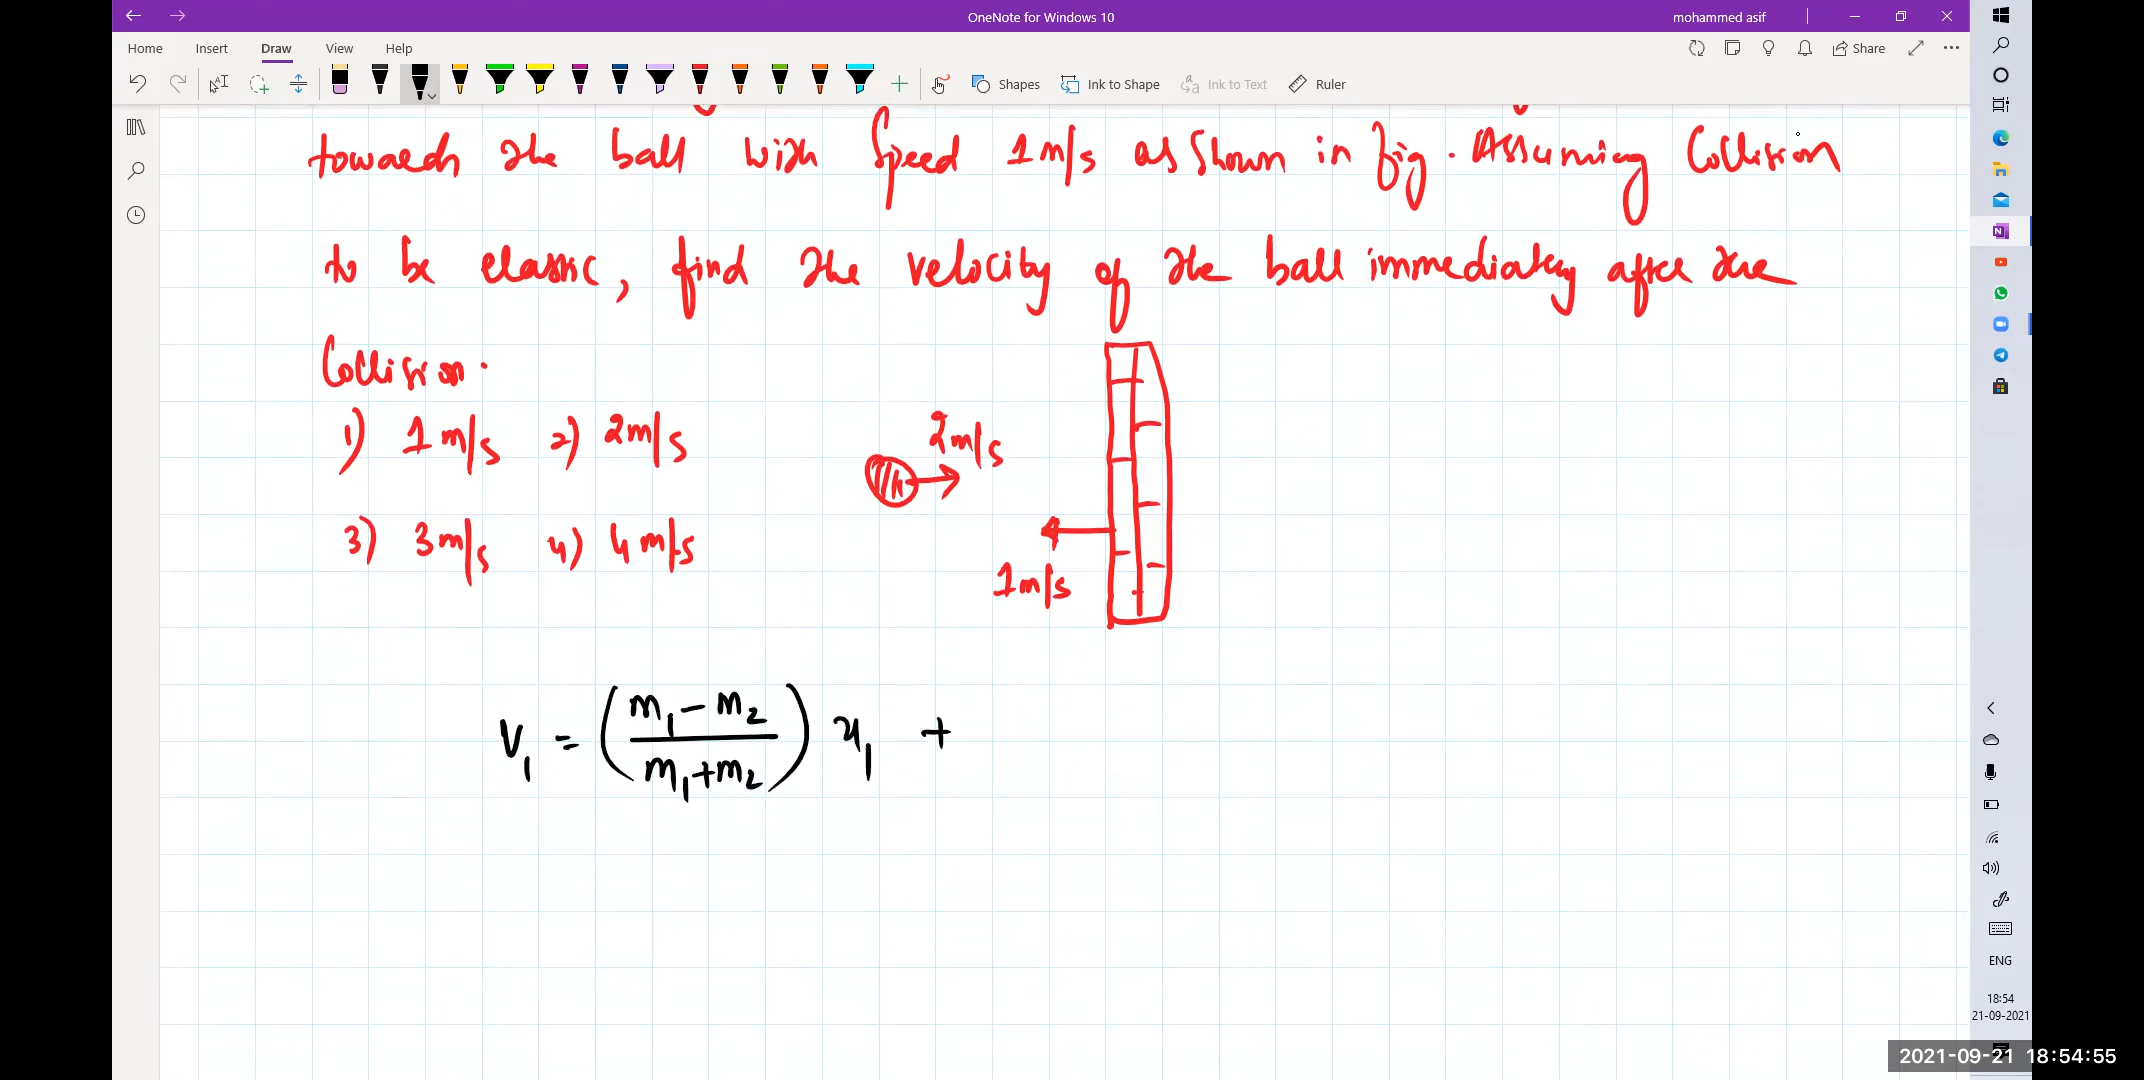 OneNote for Windows 10
mohammed asif
Home Insert Draw View Help
Share
Shapes Ink to Shape Ink to Text Ruler
towards the ball with speed 1 m/s as shown in fig. Assuming Collision
to be elastic, find the velocity of the ball immediately after the
Collision.
1) 1 m/s 2) 2 m/s
3) 3 m/s 4) 4 m/s
2 m/s
1 m/s
V₁ = ( (m₁ - m₂) / (m₁ + m₂) ) u₁ +
ENG
18:54
21-09-2021
2021-09-21 18:54:55